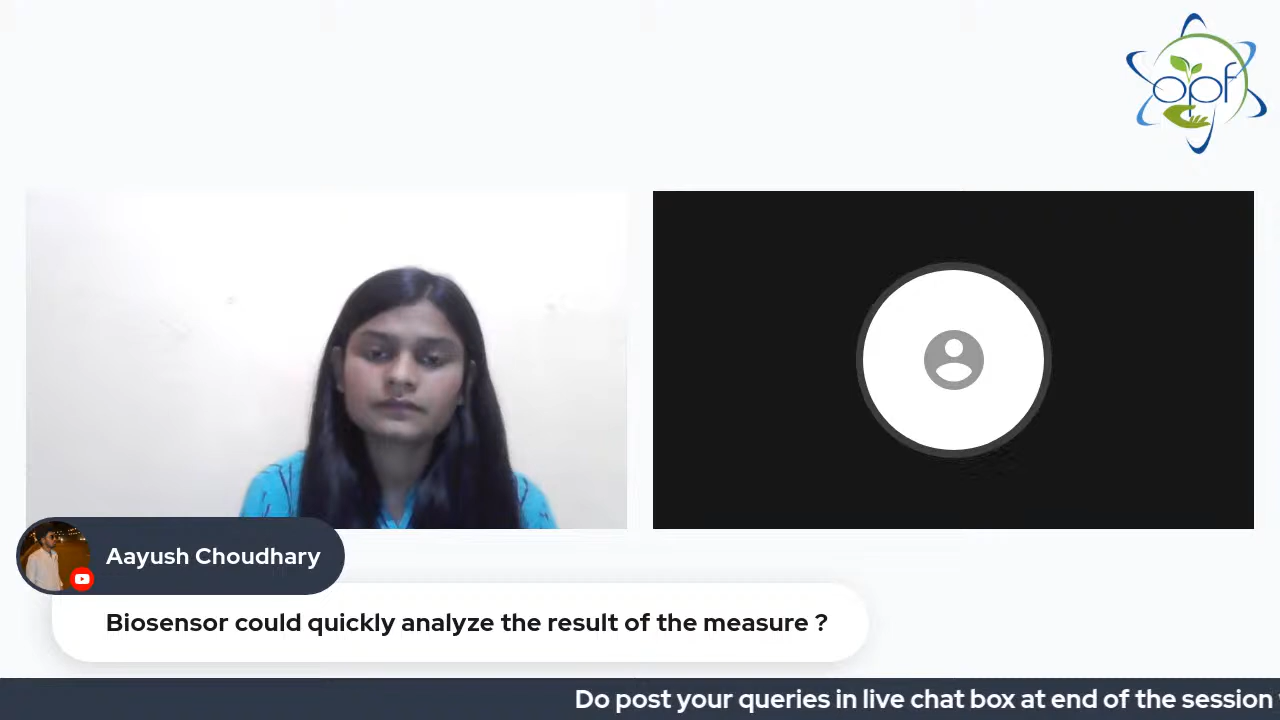 opf
Aayush Choudhary
Biosensor could quickly analyze the result of the measure ?
Do post your queries in live chat box at end of the session